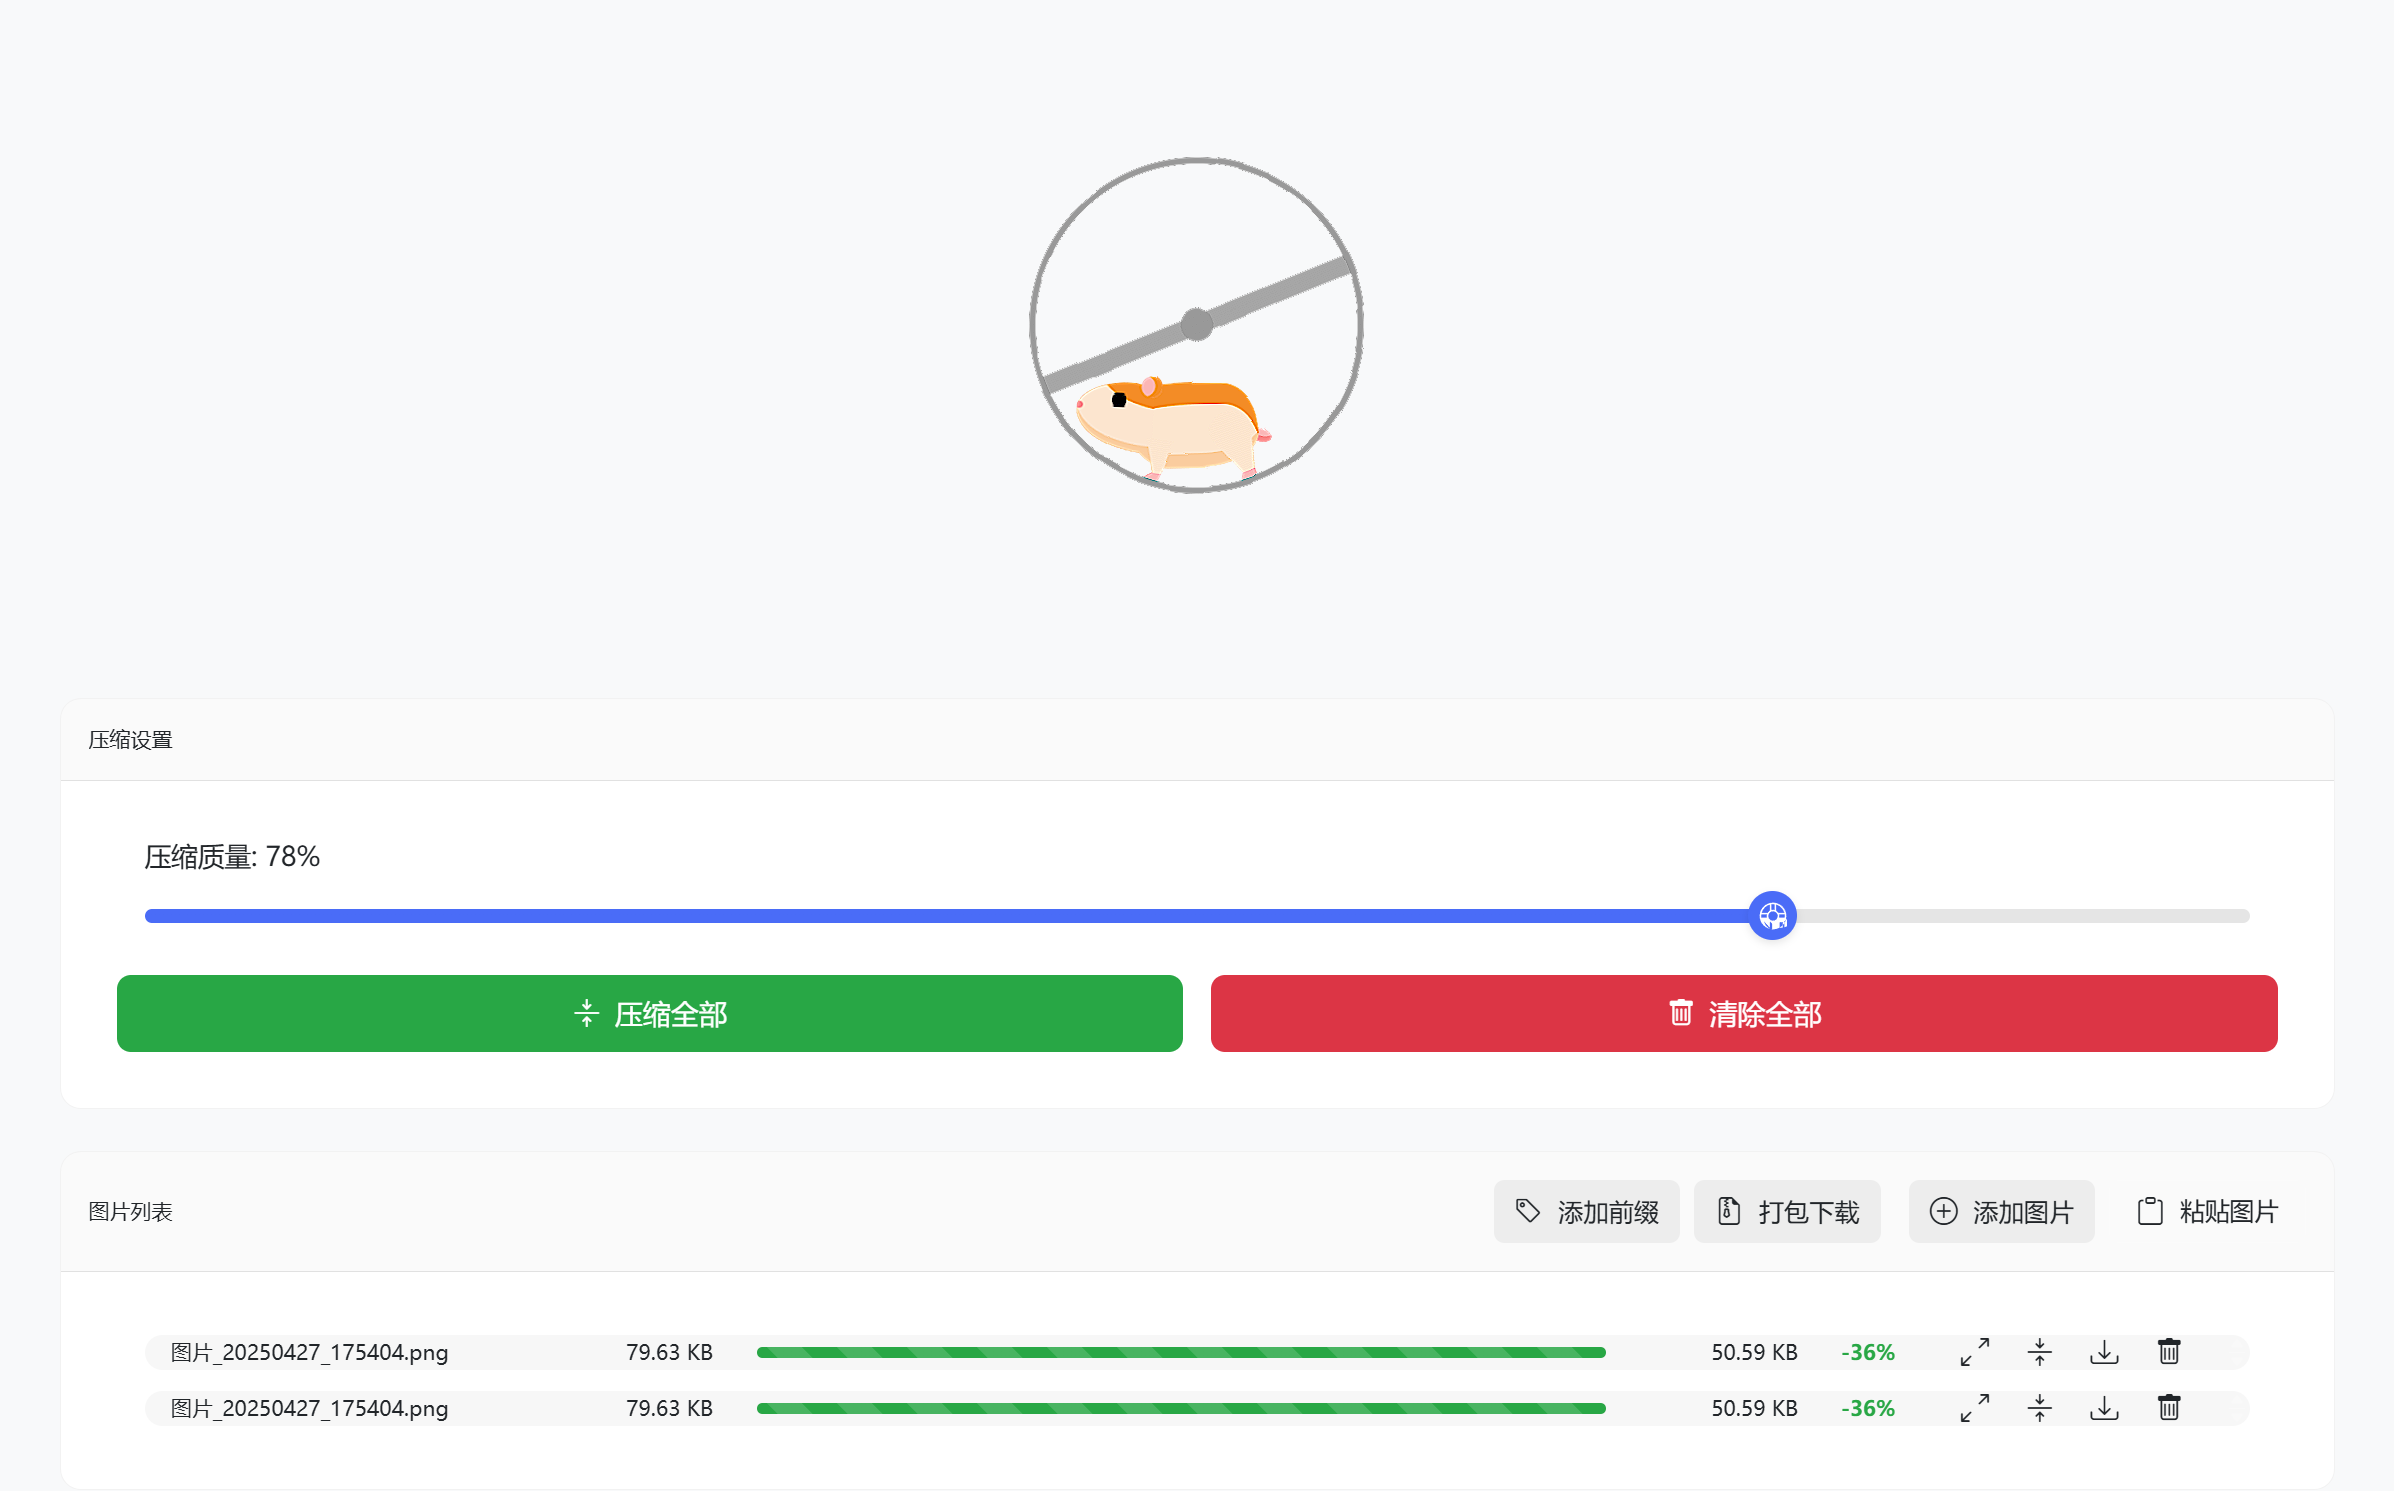 压缩设置
压缩质量: 78%
压缩全部 清除全部
图片列表 添加前缀 打包下载 添加图片 粘贴图片
图片_20250427_175404.png 79.63 KB 50.59 KB -36%
图片_20250427_175404.png 79.63 KB 50.59 KB -36%